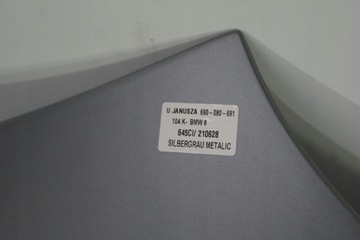 U JANUSZA 690-080-691
104 K- BMW 6
645CI/ 210628
SILBERGRAU METALIC